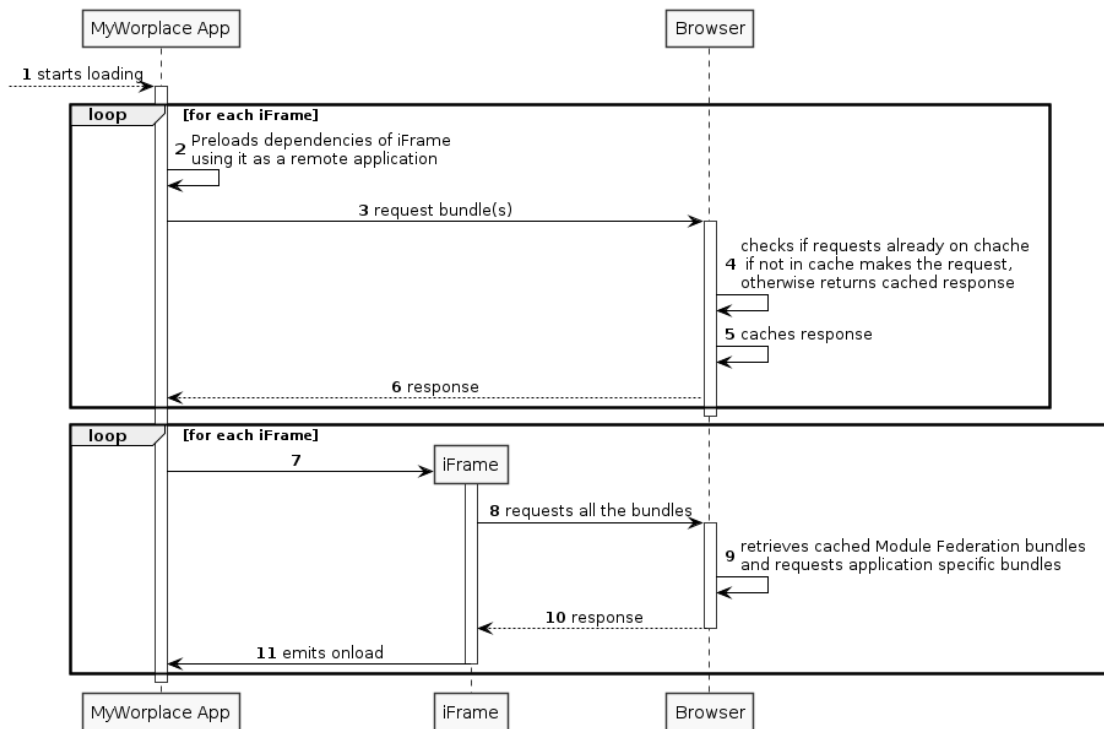 MyWorplace App
Browser
1 starts loading
loop [for each iFrame]
2 Preloads dependencies of iFrame
using it as a remote application
3 request bundle(s)
checks if requests already on chache
4 if not in cache makes the request,
otherwise returns cached response
5 caches response
6 response
loop [for each iFrame]
7
iFrame
8 requests all the bundles
9 retrieves cached Module Federation bundles
and requests application specific bundles
10 response
11 emits onload
MyWorplace App
iFrame
Browser